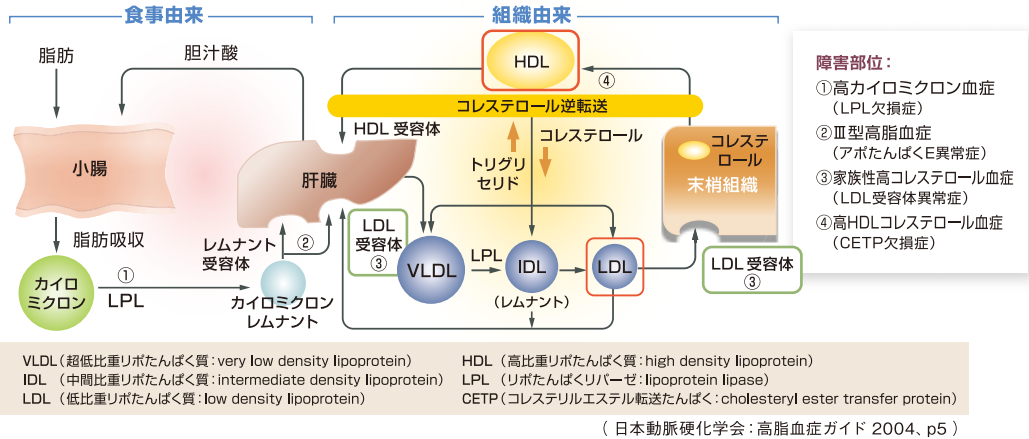 食事由来
組織由来
脂肪
胆汁酸
HDL
④
コレステロール逆転送
HDL 受容体
コレステロール
トリグリ
セリド
小腸
肝臓
コレステ
ロール
末梢組織
脂肪吸収
レムナント
受容体
②
LDL
受容体
③
カイロ
ミクロン
①
LPL
カイロミクロン
レムナント
VLDL
LPL
IDL
(レムナント)
LDL
LDL 受容体
③
障害部位：
①高カイロミクロン血症
(LPL欠損症)
②Ⅲ型高脂血症
(アポたんぱくE異常症)
③家族性高コレステロール血症
(LDL受容体異常症)
④高HDLコレステロール血症
(CETP欠損症)
VLDL(超低比重リポたんぱく質：very low density lipoprotein)
IDL (中間比重リポたんぱく質：intermediate density lipoprotein)
LDL (低比重リポたんぱく質：low density lipoprotein)
HDL (高比重リポたんぱく質：high density lipoprotein)
LPL (リポたんぱくリパーゼ：lipoprotein lipase)
CETP(コレステリルエステル転送たんぱく：cholesteryl ester transfer protein)
( 日本動脈硬化学会：高脂血症ガイド 2004、p5 )